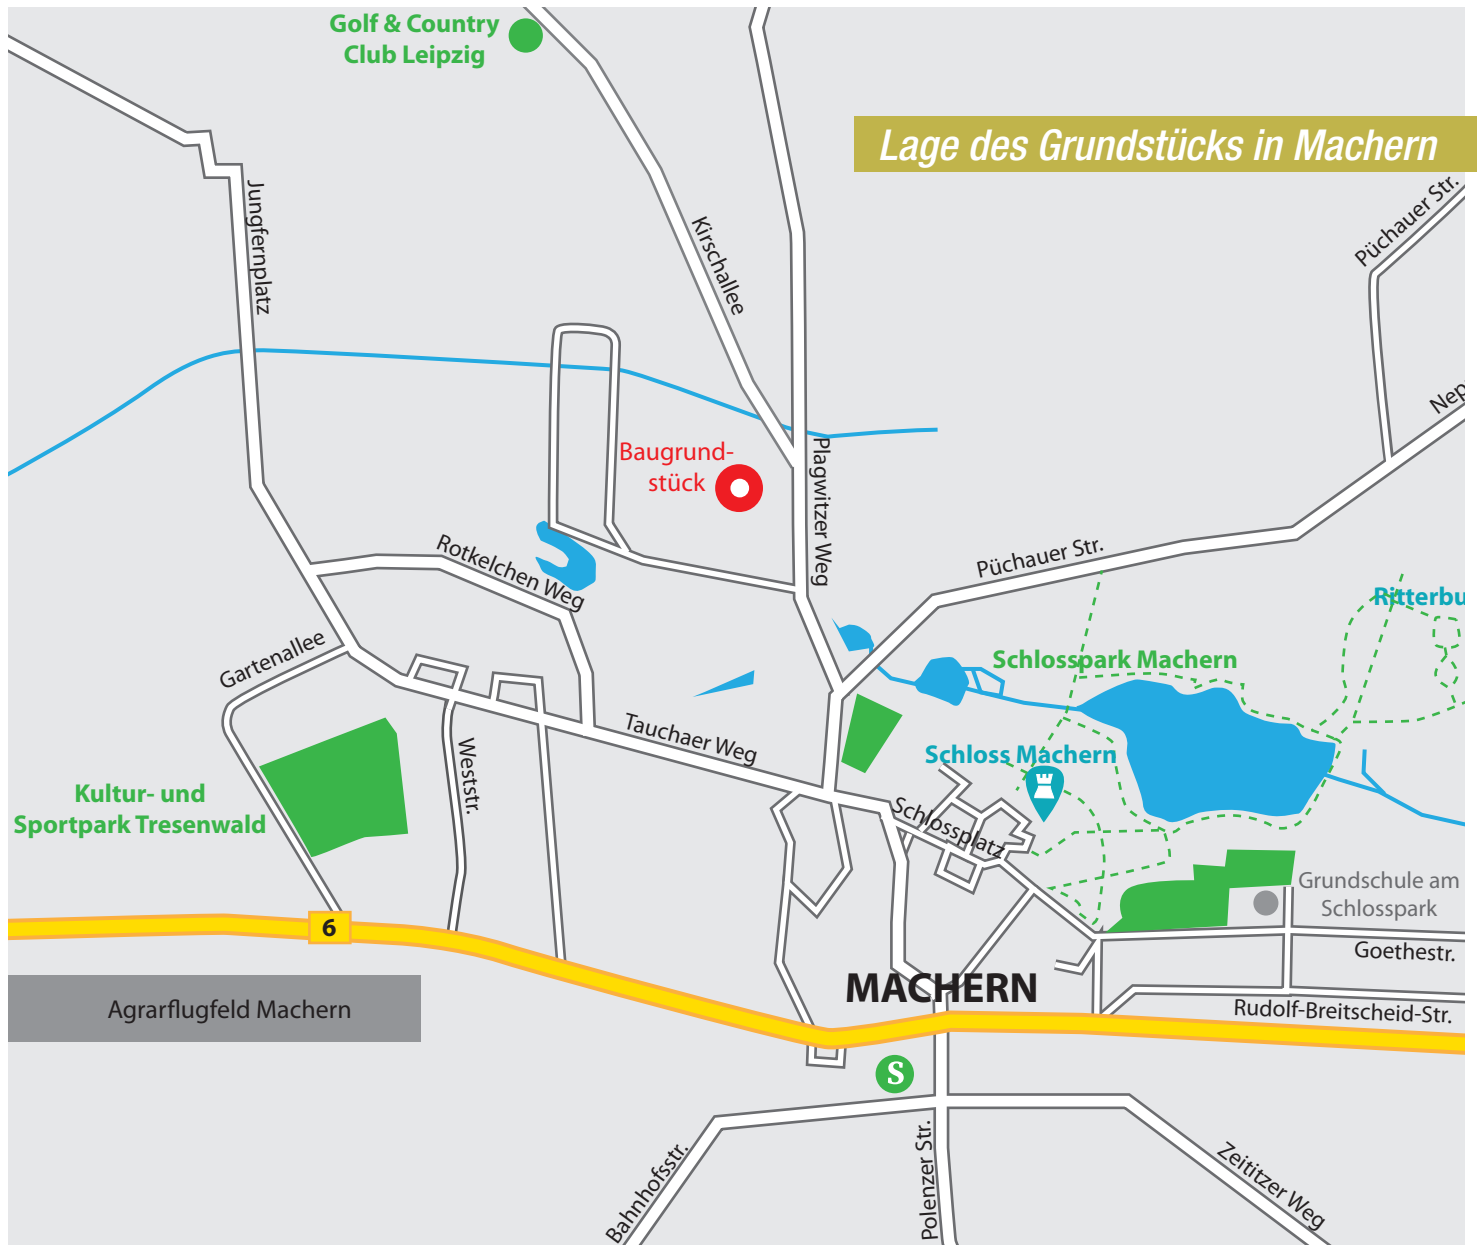 Golf & Country
Club Leipzig
Lage des Grundstücks in Machern
Püchauer Str.
Jungfernplatz
Kirschallee
Nep
Baugrund-
stück
Plagwitzer Weg
Rotkelchen Weg
Püchauer Str.
Ritterbu
Gartenallee
Schlosspark Machern
Tauchaer Weg
Weststr.
Schloss Machern
Kultur- und
Sportpark Tresenwald
Schlossplatz
Grundschule am
Schlosspark
6
Goethestr.
MACHERN
Agrarflugfeld Machern
Rudolf-Breitscheid-Str.
S
Bahnhofsstr.
Polenzer Str.
Zeititzer Weg